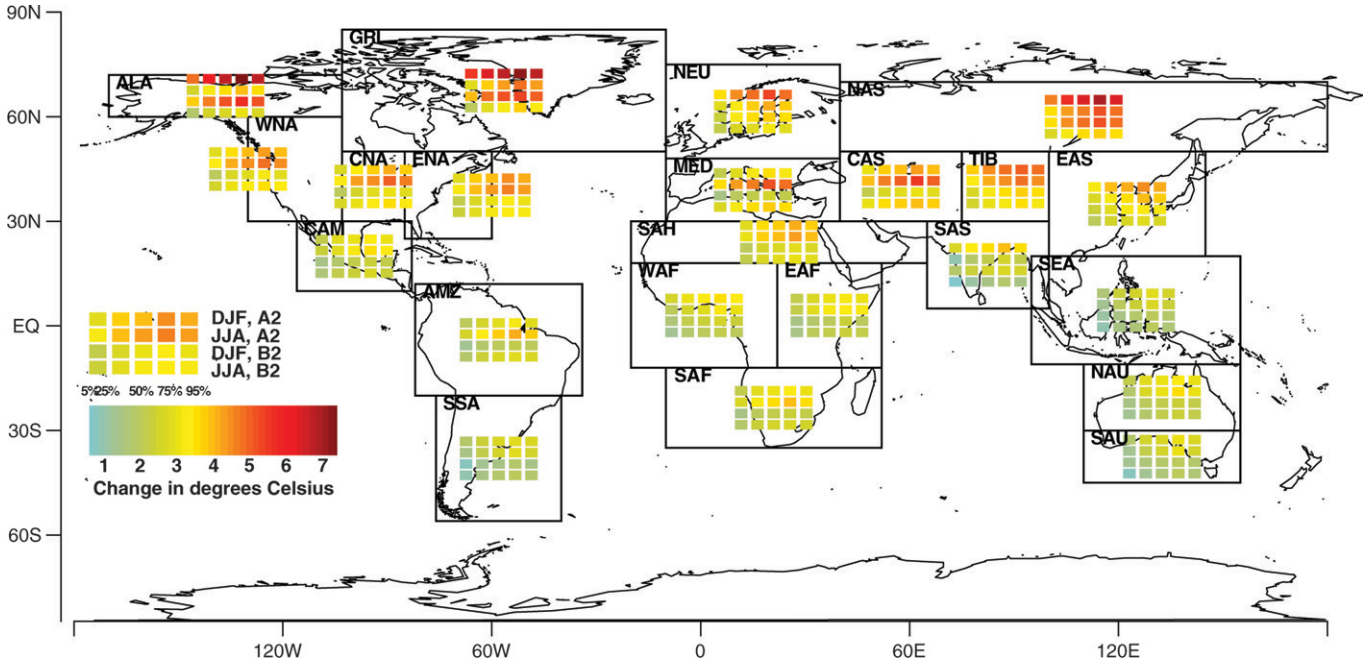 90N
60N
30N
EQ
30S
60S
GRL
ALA
NEU
NAS
WNA
CNA
ENA
MED
CAS
TIB
EAS
CAM
SAH
SAS
WAF
EAF
SEA
AMZ
SAF
NAU
SSA
SAU
DJF, A2
JJA, A2
DJF, B2
JJA, B2
5% 25% 50% 75% 95%
1 2 3 4 5 6 7
Change in degrees Celsius
120W 60W 0 60E 120E